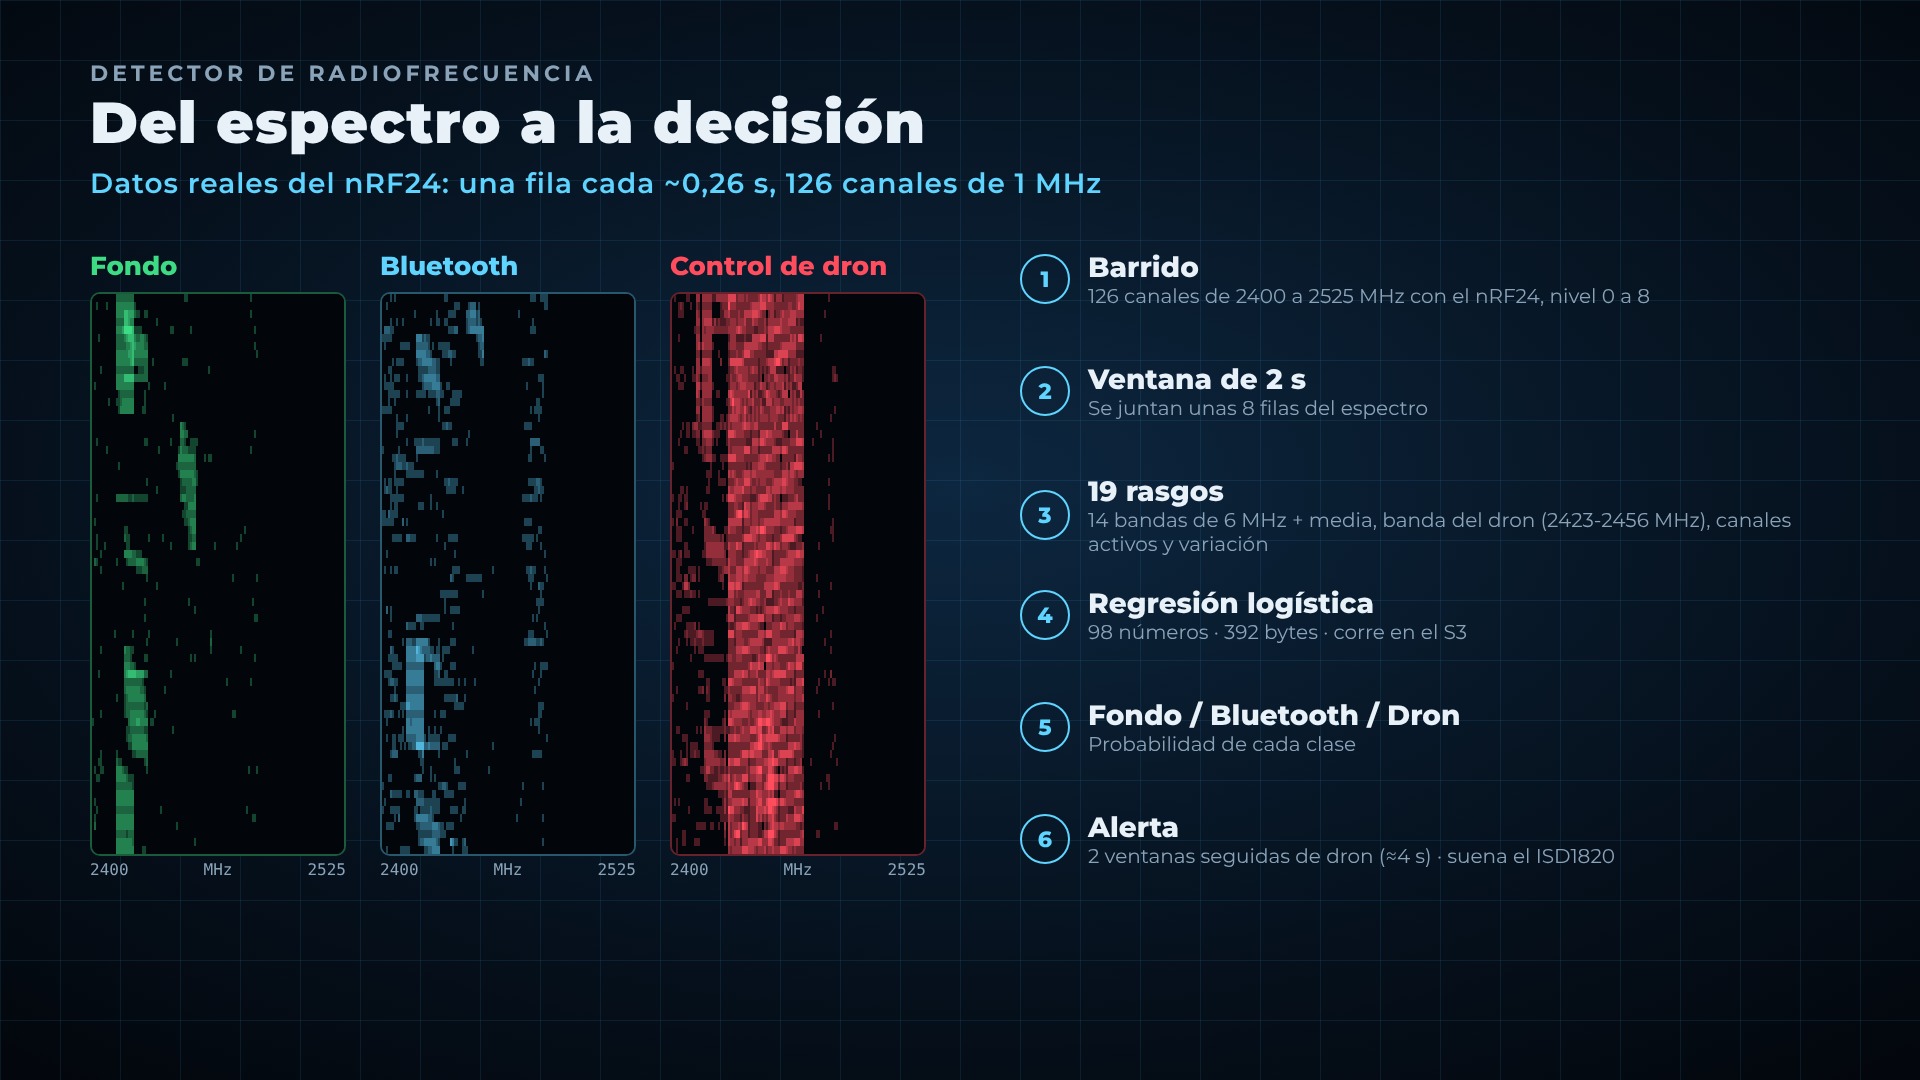 DETECTOR DE RADIOFRECUENCIA
Del espectro a la decisión
Datos reales del nRF24: una fila cada ~0,26 s, 126 canales de 1 MHz
Fondo
2400 MHz 2525
Bluetooth
2400 MHz 2525
Control de dron
2400 MHz 2525
1 Barrido
126 canales de 2400 a 2525 MHz con el nRF24, nivel 0 a 8
2 Ventana de 2 s
Se juntan unas 8 filas del espectro
3 19 rasgos
14 bandas de 6 MHz + media, banda del dron (2423-2456 MHz), canales
activos y variación
4 Regresión logística
98 números · 392 bytes · corre en el S3
5 Fondo / Bluetooth / Dron
Probabilidad de cada clase
6 Alerta
2 ventanas seguidas de dron (≈4 s) · suena el ISD1820